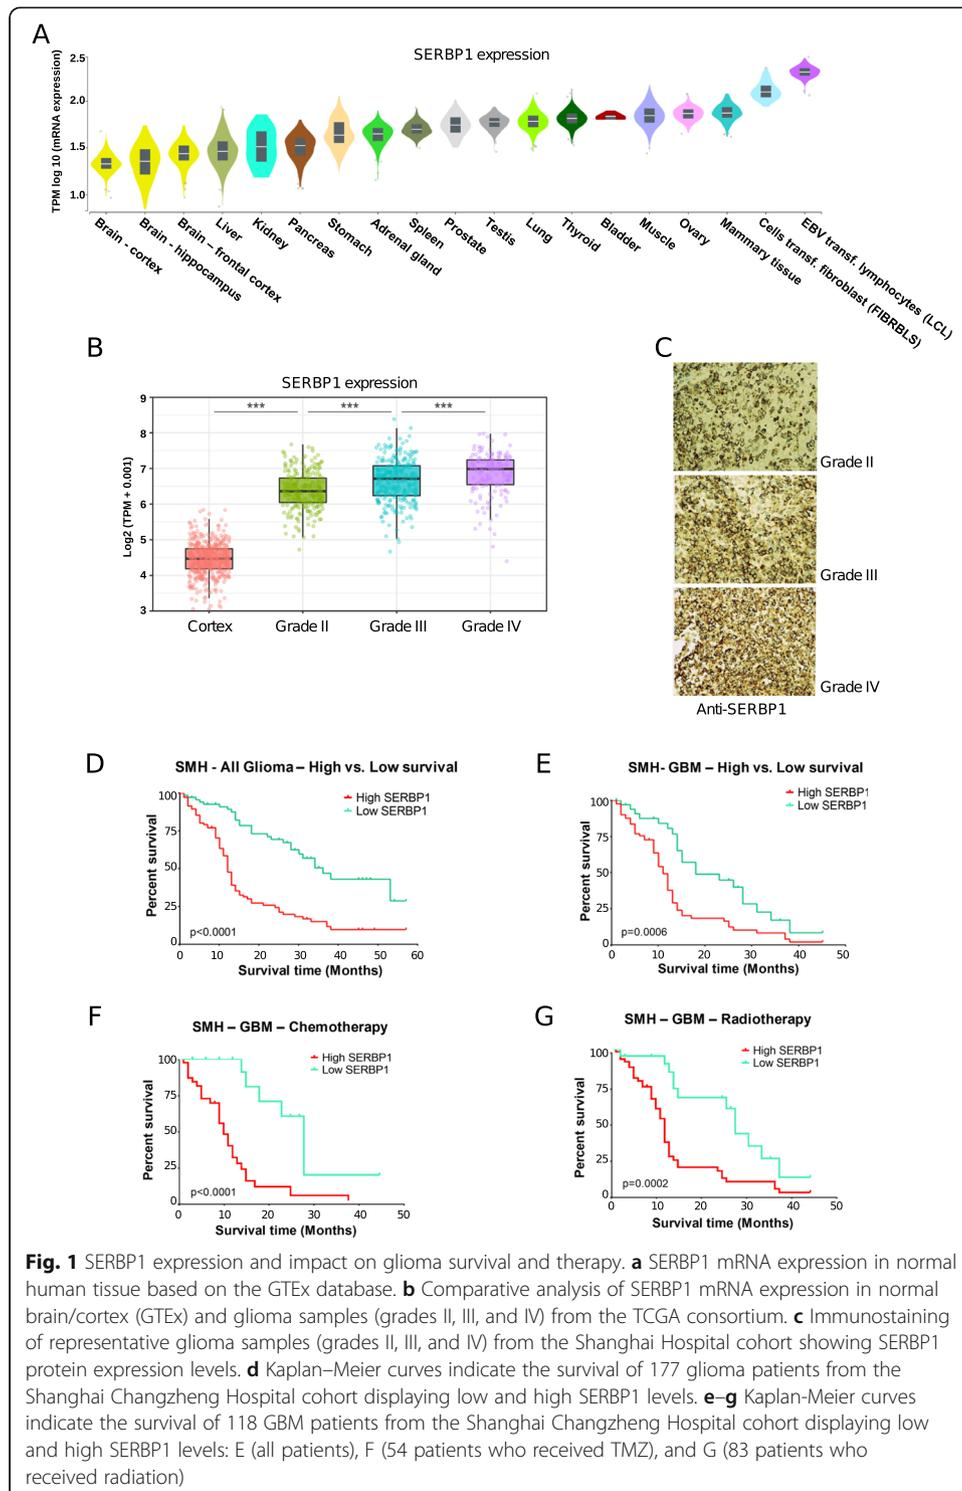 A
SERBP1 expression
TPM log 10 (mRNA expression)
2.5
2.0
1.5
1.0
Brain - cortex
Brain - hippocampus
Brain – frontal cortex
Liver
Kidney
Pancreas
Stomach
Adrenal gland
Spleen
Prostate
Testis
Lung
Thyroid
Bladder
Muscle
Ovary
Mammary tissue
Cells transf. fibroblast (FIBRBLS)
EBV transf. lymphocytes (LCL)
B
SERBP1 expression
Log2 (TPM + 0.001)
9
8
7
6
5
4
3
*** *** ***
Cortex Grade II Grade III Grade IV
C
Grade II
Grade III
Grade IV
Anti-SERBP1
D
SMH - All Glioma – High vs. Low survival
High SERBP1
Low SERBP1
Percent survival
100
75
50
25
0
p<0.0001
0 10 20 30 40 50 60
Survival time (Months)
E
SMH- GBM – High vs. Low survival
High SERBP1
Low SERBP1
Percent survival
100
75
50
25
0
p=0.0006
0 10 20 30 40 50
Survival time (Months)
F
SMH – GBM – Chemotherapy
High SERBP1
Low SERBP1
Percent survival
100
75
50
25
0
p<0.0001
0 10 20 30 40 50
Survival time (Months)
G
SMH – GBM – Radiotherapy
High SERBP1
Low SERBP1
Percent survival
100
75
50
25
0
p=0.0002
0 10 20 30 40 50
Survival time (Months)
Fig. 1 SERBP1 expression and impact on glioma survival and therapy. a SERBP1 mRNA expression in normal
human tissue based on the GTEx database. b Comparative analysis of SERBP1 mRNA expression in normal
brain/cortex (GTEx) and glioma samples (grades II, III, and IV) from the TCGA consortium. c Immunostaining
of representative glioma samples (grades II, III, and IV) from the Shanghai Hospital cohort showing SERBP1
protein expression levels. d Kaplan–Meier curves indicate the survival of 177 glioma patients from the
Shanghai Changzheng Hospital cohort displaying low and high SERBP1 levels. e–g Kaplan-Meier curves
indicate the survival of 118 GBM patients from the Shanghai Changzheng Hospital cohort displaying low
and high SERBP1 levels: E (all patients), F (54 patients who received TMZ), and G (83 patients who
received radiation)